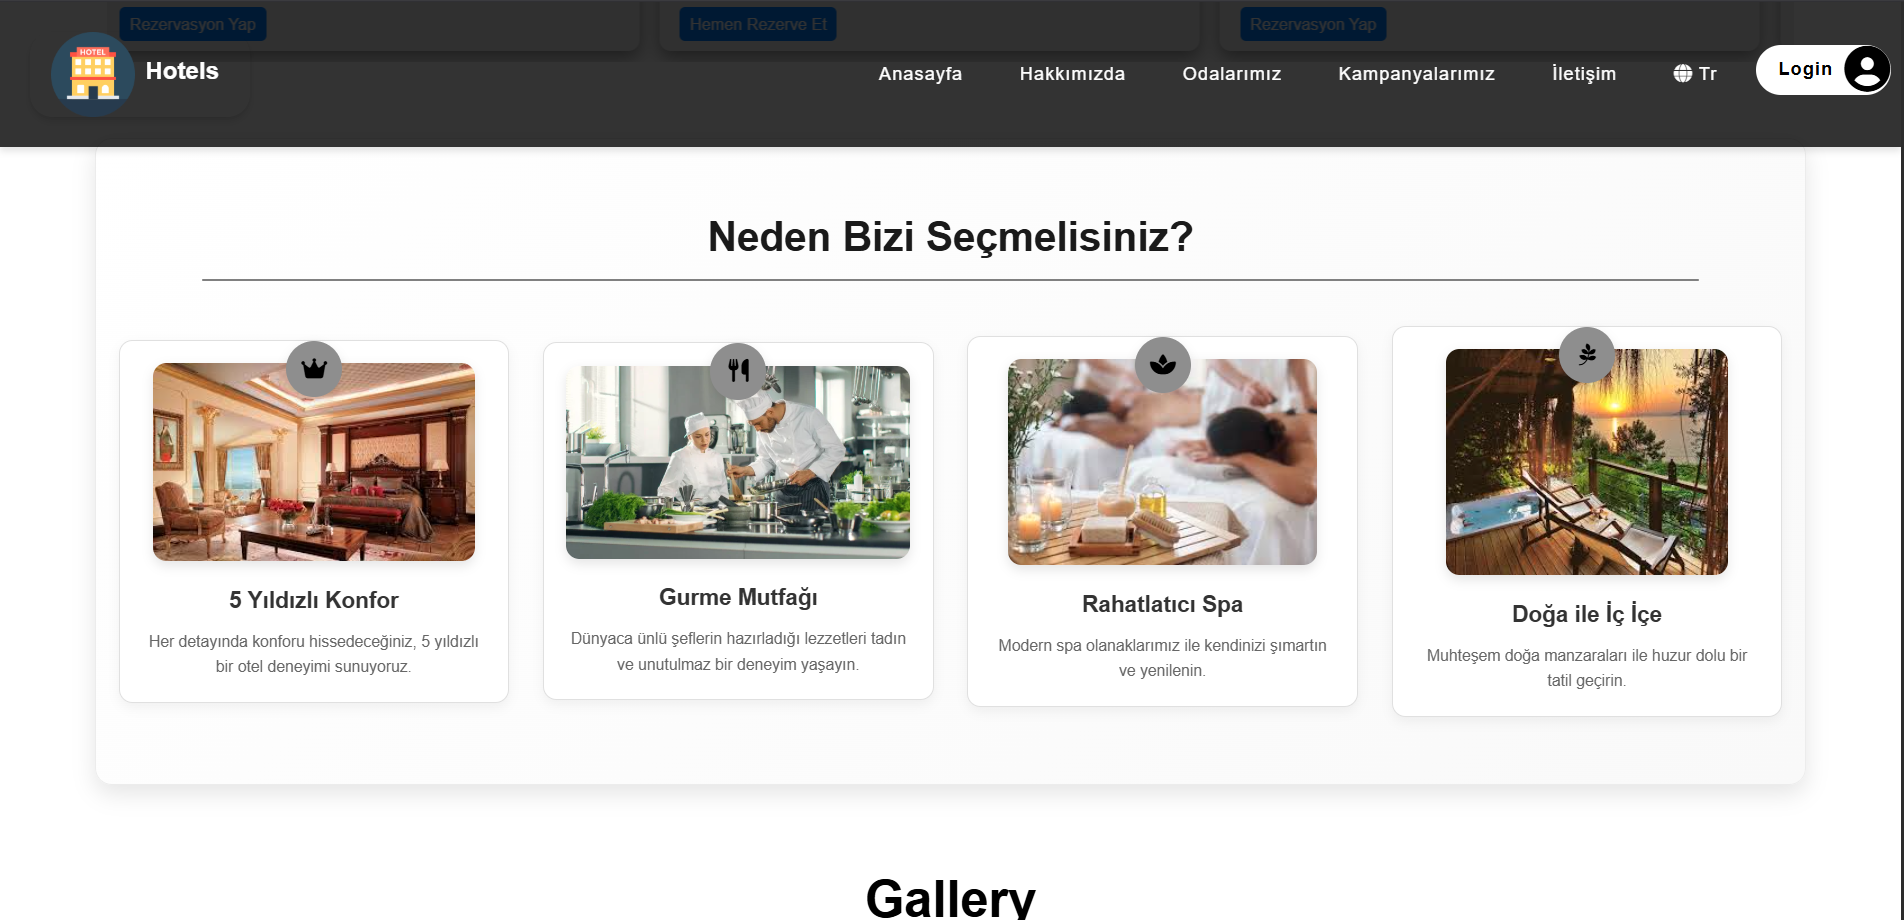 Rezervasyon Yap
Hemen Rezerve Et
Rezervasyon Yap
HOTEL
Hotels
Anasayfa
Hakkımızda
Odalarımız
Kampanyalarımız
İletişim
Tr
Login
Neden Bizi Seçmelisiniz?
5 Yıldızlı Konfor
Her detayında konforu hissedeceğiniz, 5 yıldızlı
bir otel deneyimi sunuyoruz.
Gurme Mutfağı
Dünyaca ünlü şeflerin hazırladığı lezzetleri tadın
ve unutulmaz bir deneyim yaşayın.
Rahatlatıcı Spa
Modern spa olanaklarımız ile kendinizi şımartın
ve yenilenin.
Doğa ile İç İçe
Muhteşem doğa manzaraları ile huzur dolu bir
tatil geçirin.
Gallery